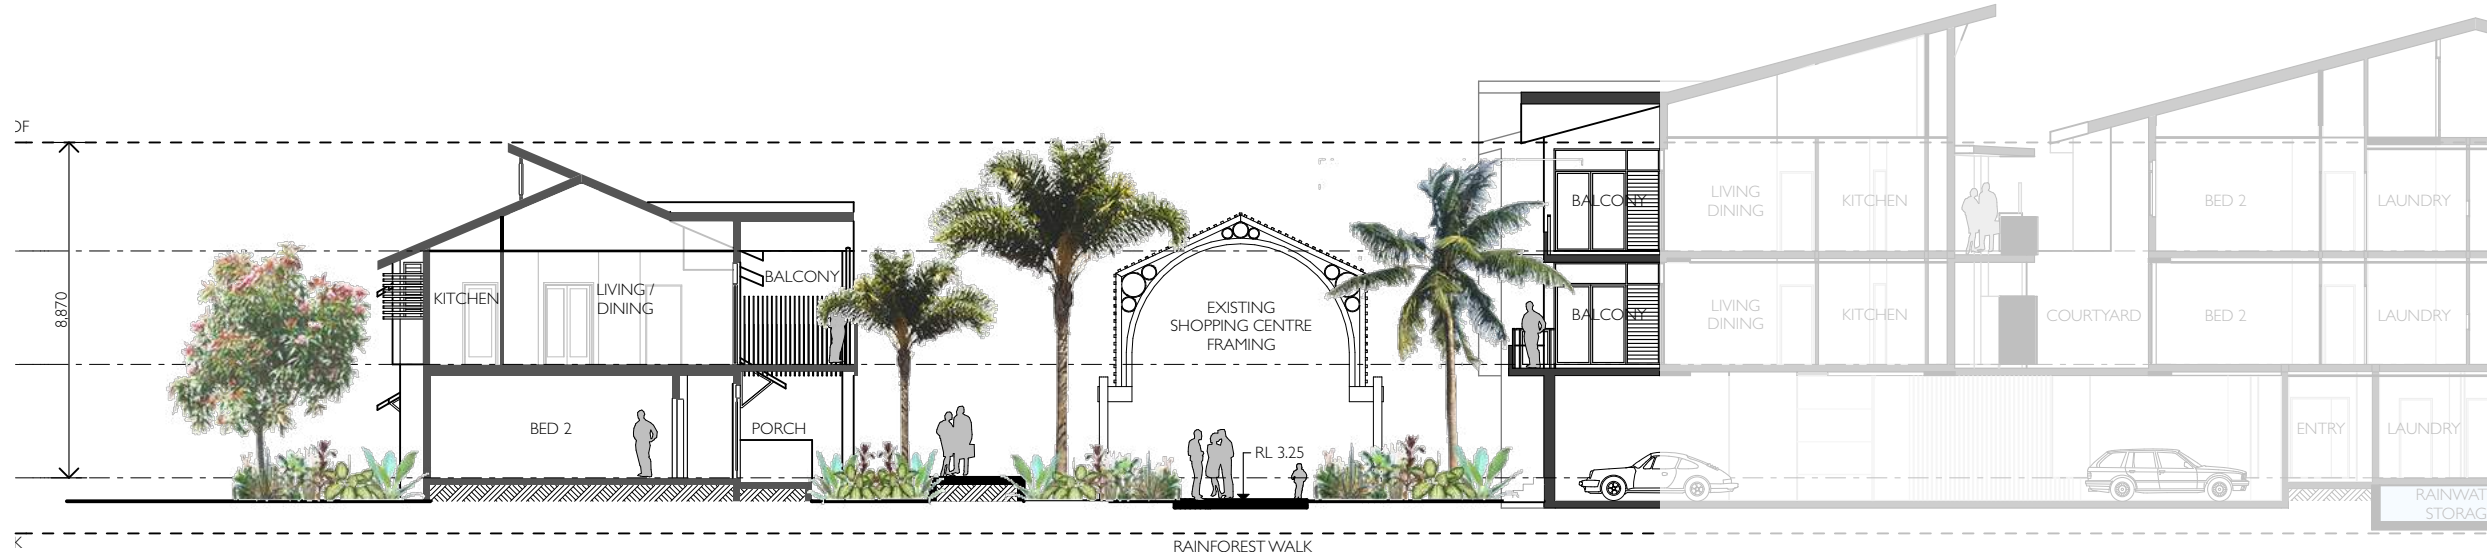 OF
8.870
KITCHEN
LIVING /
DINING
BALCONY
BED 2
PORCH
EXISTING
SHOPPING CENTRE
FRAMING
RL 3.25
RAINFOREST WALK
BALCONY
BALCONY
LIVING
DINING
KITCHEN
BED 2
LAUNDRY
LIVING
DINING
KITCHEN
COURTYARD
BED 2
LAUNDRY
ENTRY
LAUNDRY
RAINWAT
STORAG
K